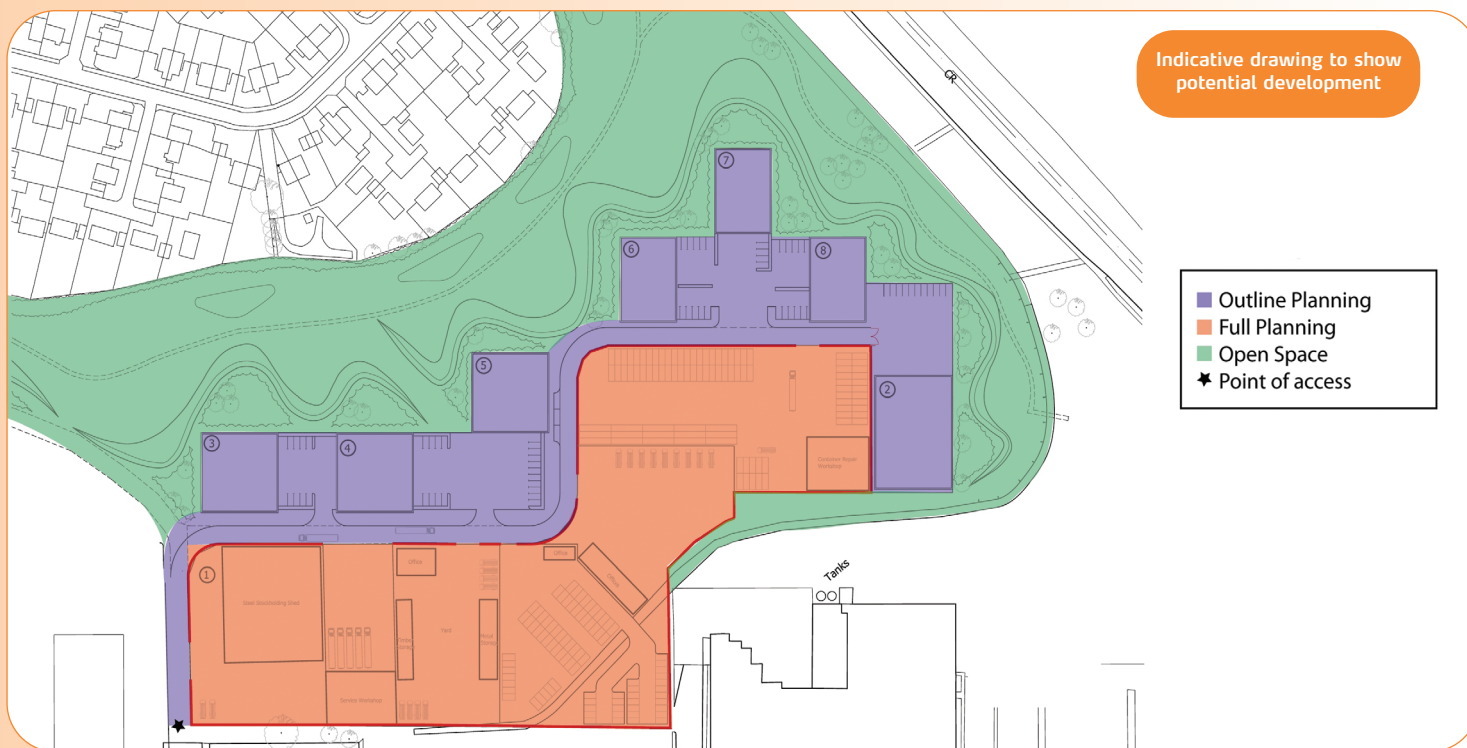 Indicative drawing to show
potential development
CR
Outline Planning
Full Planning
Open Space
Point of access
7
6
8
5
2
3
4
1
Customer Repair
Workshop
Office
Office
Yard
Service Workshop
Tanks